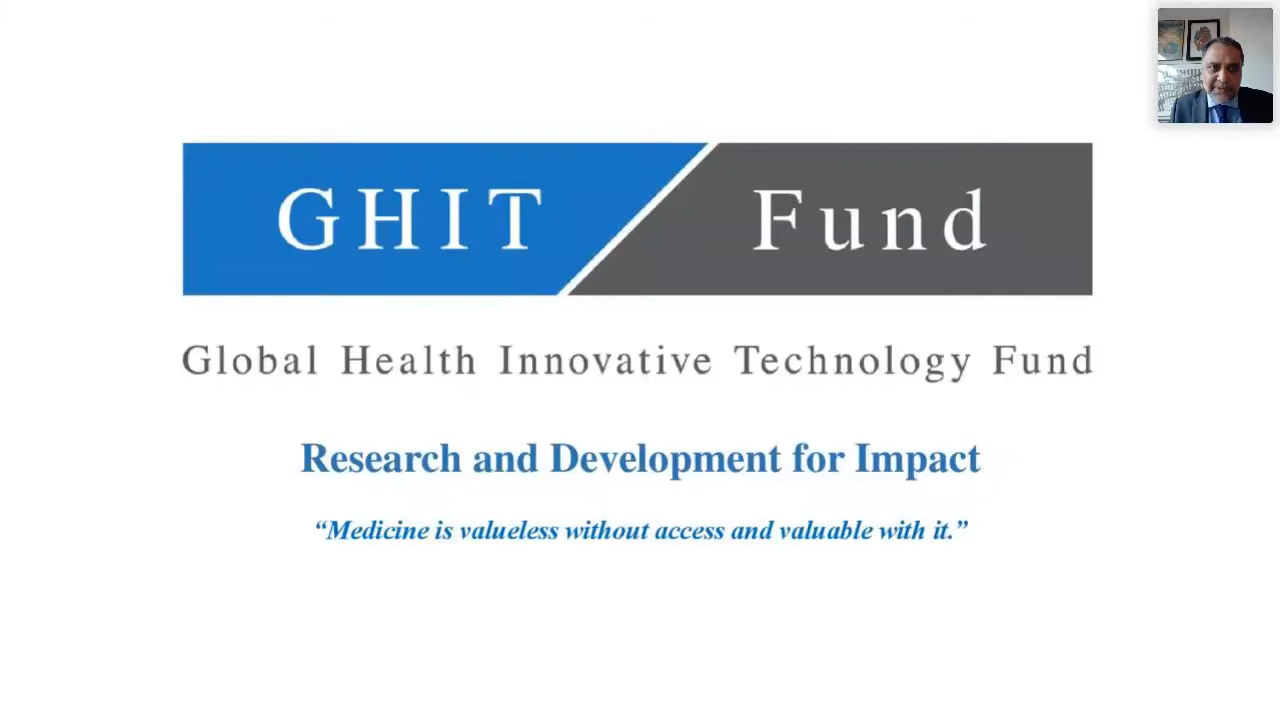 GHIT Fund
Global Health Innovative Technology Fund
Research and Development for Impact
“Medicine is valueless without access and valuable with it.”